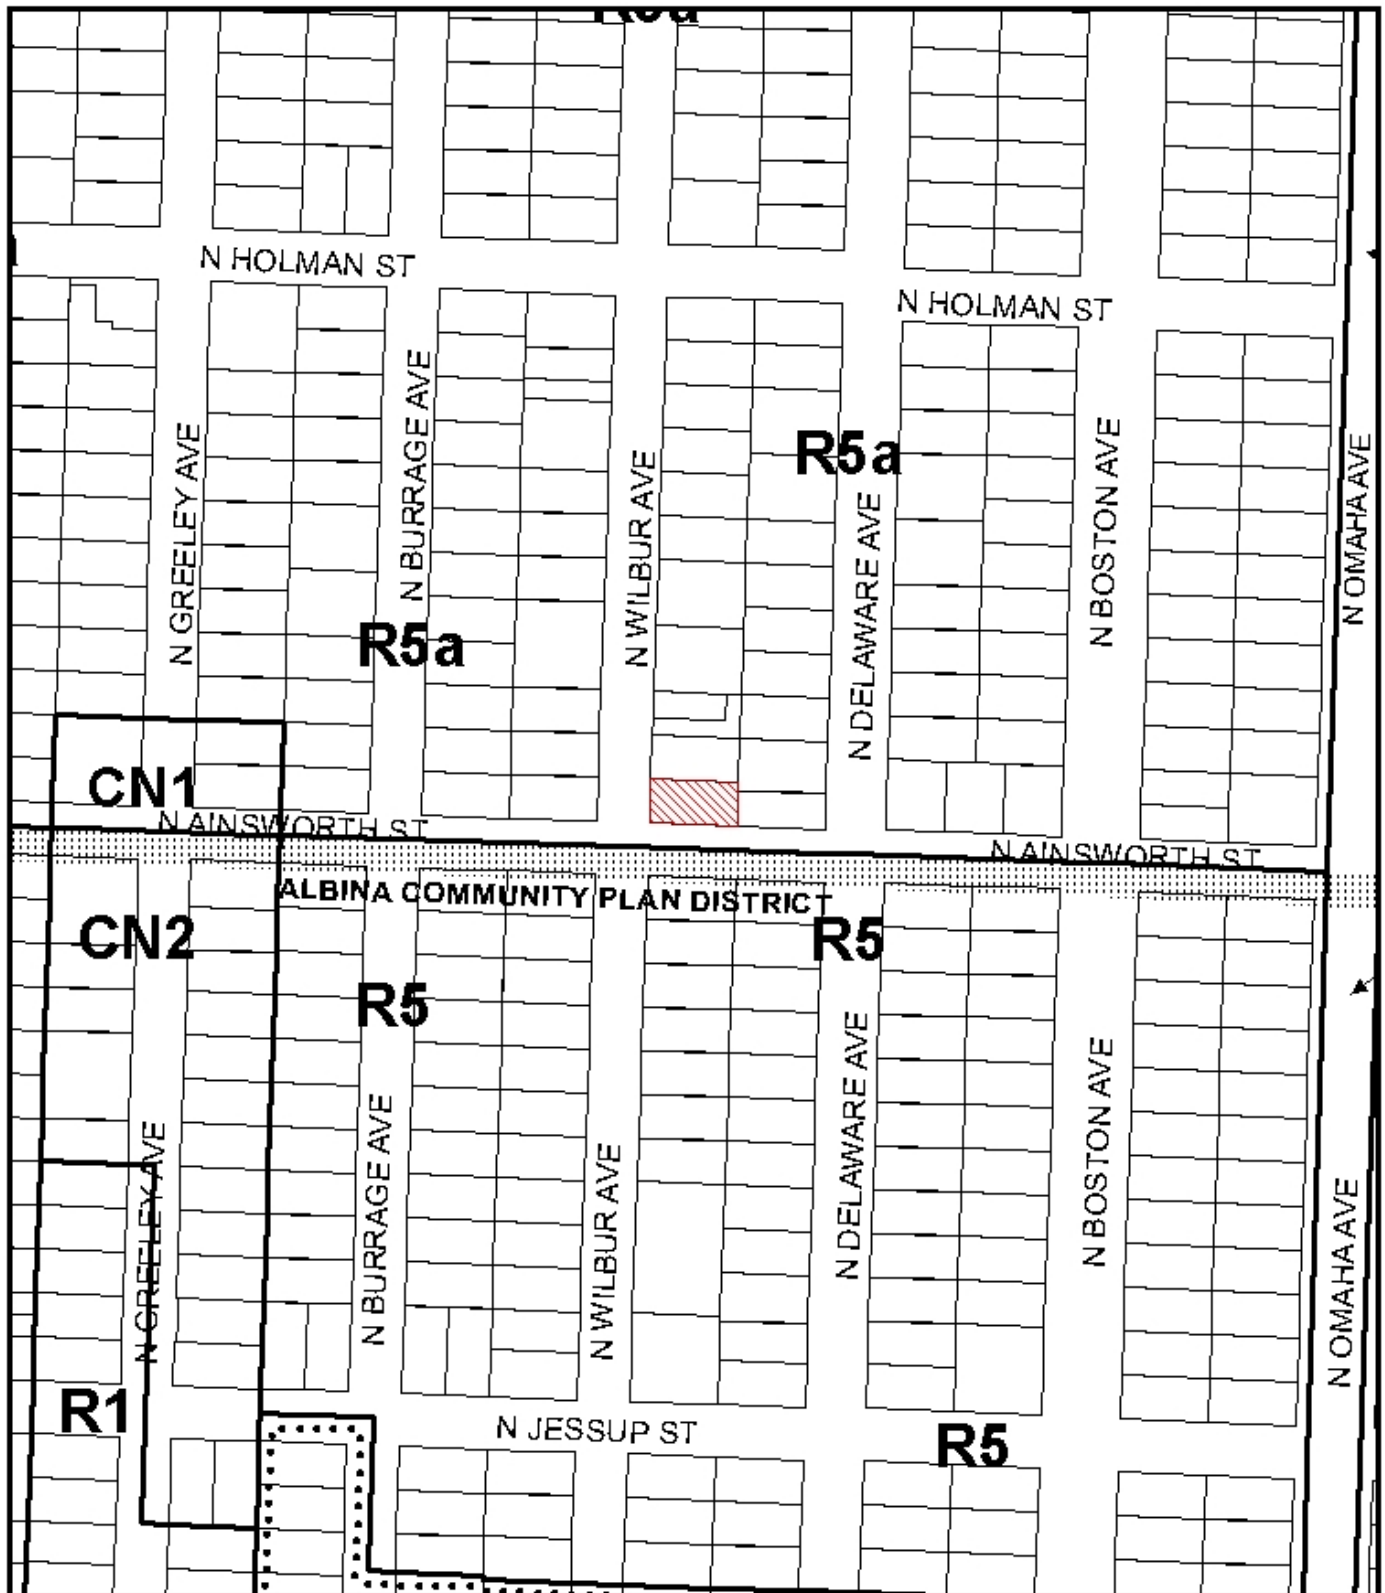 R5a
N HOLMAN ST
N HOLMAN ST
N GREELEY AVE
N BURRAGE AVE
N WILBUR AVE
R5a
N DELAWARE AVE
N BOSTON AVE
N OMAHA AVE
R5a
CN1
N AINSWORTH ST
N AINSWORTH ST
ALBINA COMMUNITY PLAN DISTRICT
CN2
R5
R5
N GREELEY AVE
N BURRAGE AVE
N WILBUR AVE
N DELAWARE AVE
N BOSTON AVE
N OMAHA AVE
R1
N JESSUP ST
R5